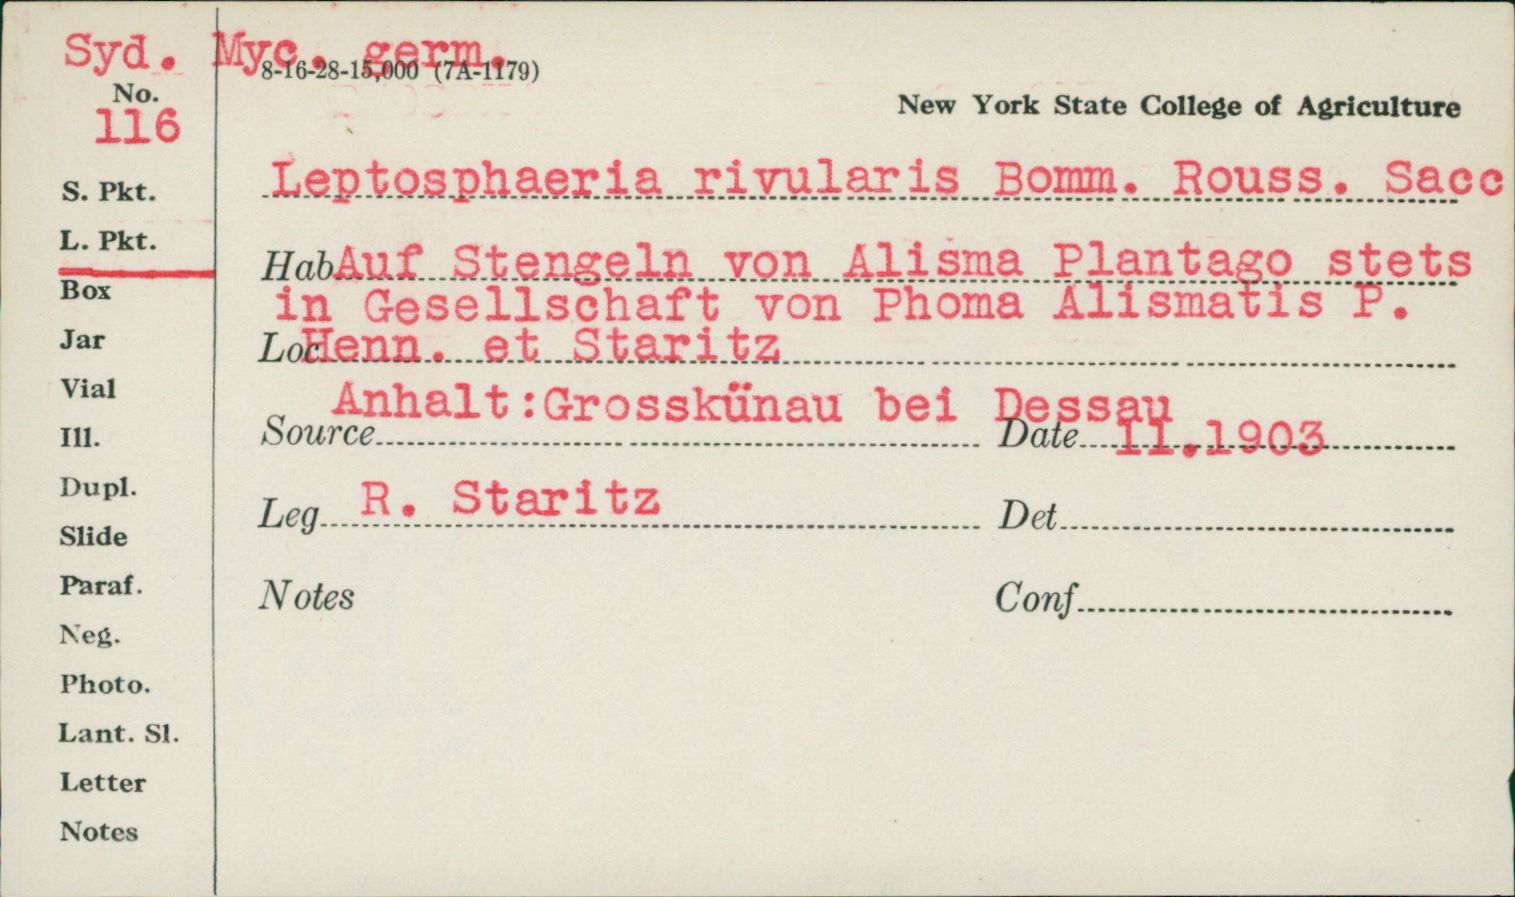 Syd. Myc. germ.
8-16-28-15,000 (7A-1179)
No.
116
New York State College of Agriculture
S. Pkt.
Leptosphaeria rivularis Bomm. Rouss. Sacc
L. Pkt.
Hab Auf Stengeln von Alisma Plantago stets
Box
in Gesellschaft von Phoma Alismatis P.
Jar
Loc Henn. et Staritz
Vial
Anhalt:Grosskünau bei Dessau
Ill.
Source Date 11.1903
Dupl.
Leg. R. Staritz Det
Slide
Paraf.
Notes Conf
Neg.
Photo.
Lant. Sl.
Letter
Notes